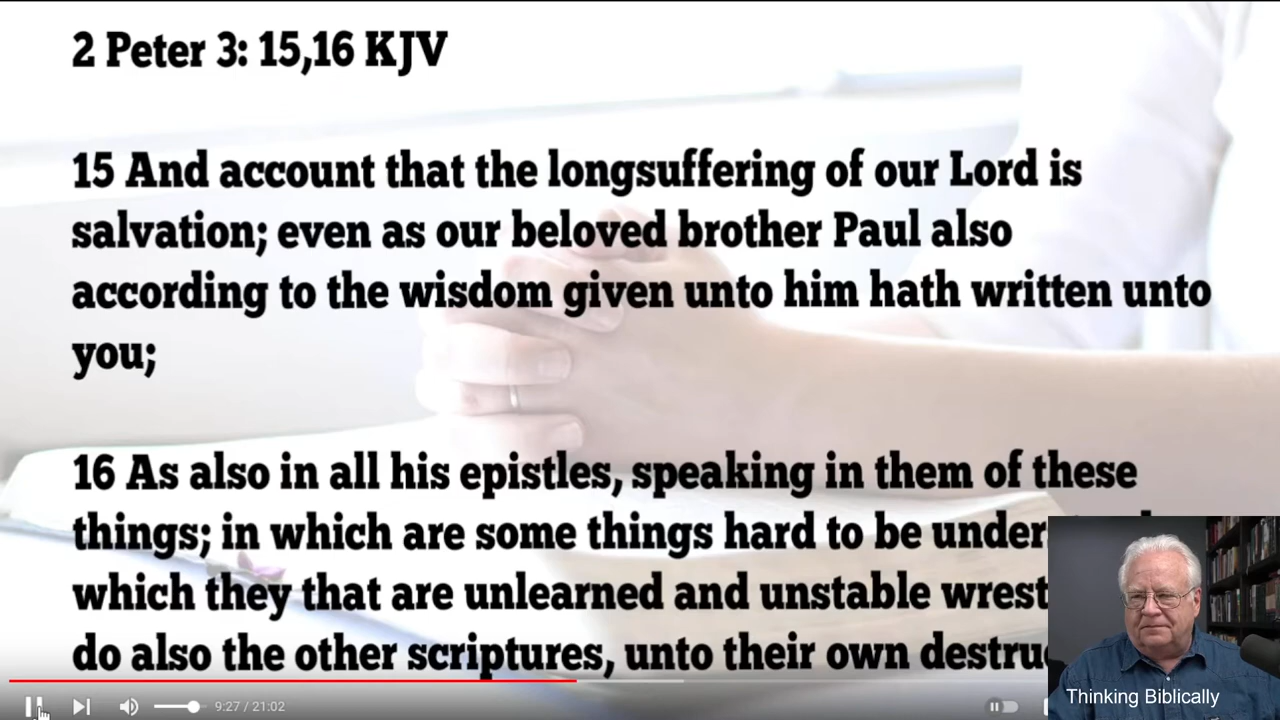 2 Peter 3: 15,16 KJV
15 And account that the longsuffering of our Lord is
salvation; even as our beloved brother Paul also
according to the wisdom given unto him hath written unto
you;
16 As also in all his epistles, speaking in them of these
things; in which are some things hard to be
which they that are unlearned and unstable wrest
do also the other scriptures, unto their own
9:27 / 21:02
Thinking Biblically